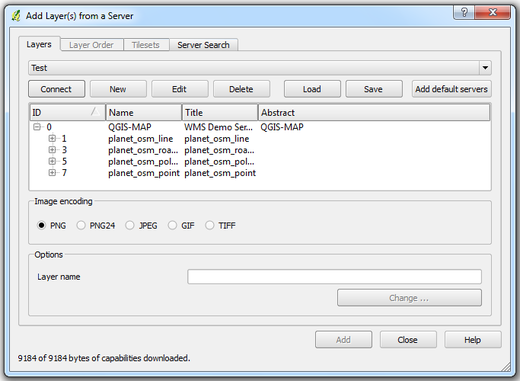 Add Layer(s) from a Server
Layers Layer Order Tilesets Server Search
Test
Connect New Edit Delete Load Save Add default servers
ID Name Title Abstract
0 QGIS-MAP WMS Demo Ser... QGIS-MAP
1 planet_osm_line planet_osm_line
3 planet_osm_roa... planet_osm_roa...
5 planet_osm_pol... planet_osm_pol...
7 planet_osm_point planet_osm_point
Image encoding
PNG PNG24 JPEG GIF TIFF
Options
Layer name
Change ...
Add Close Help
9184 of 9184 bytes of capabilities downloaded.